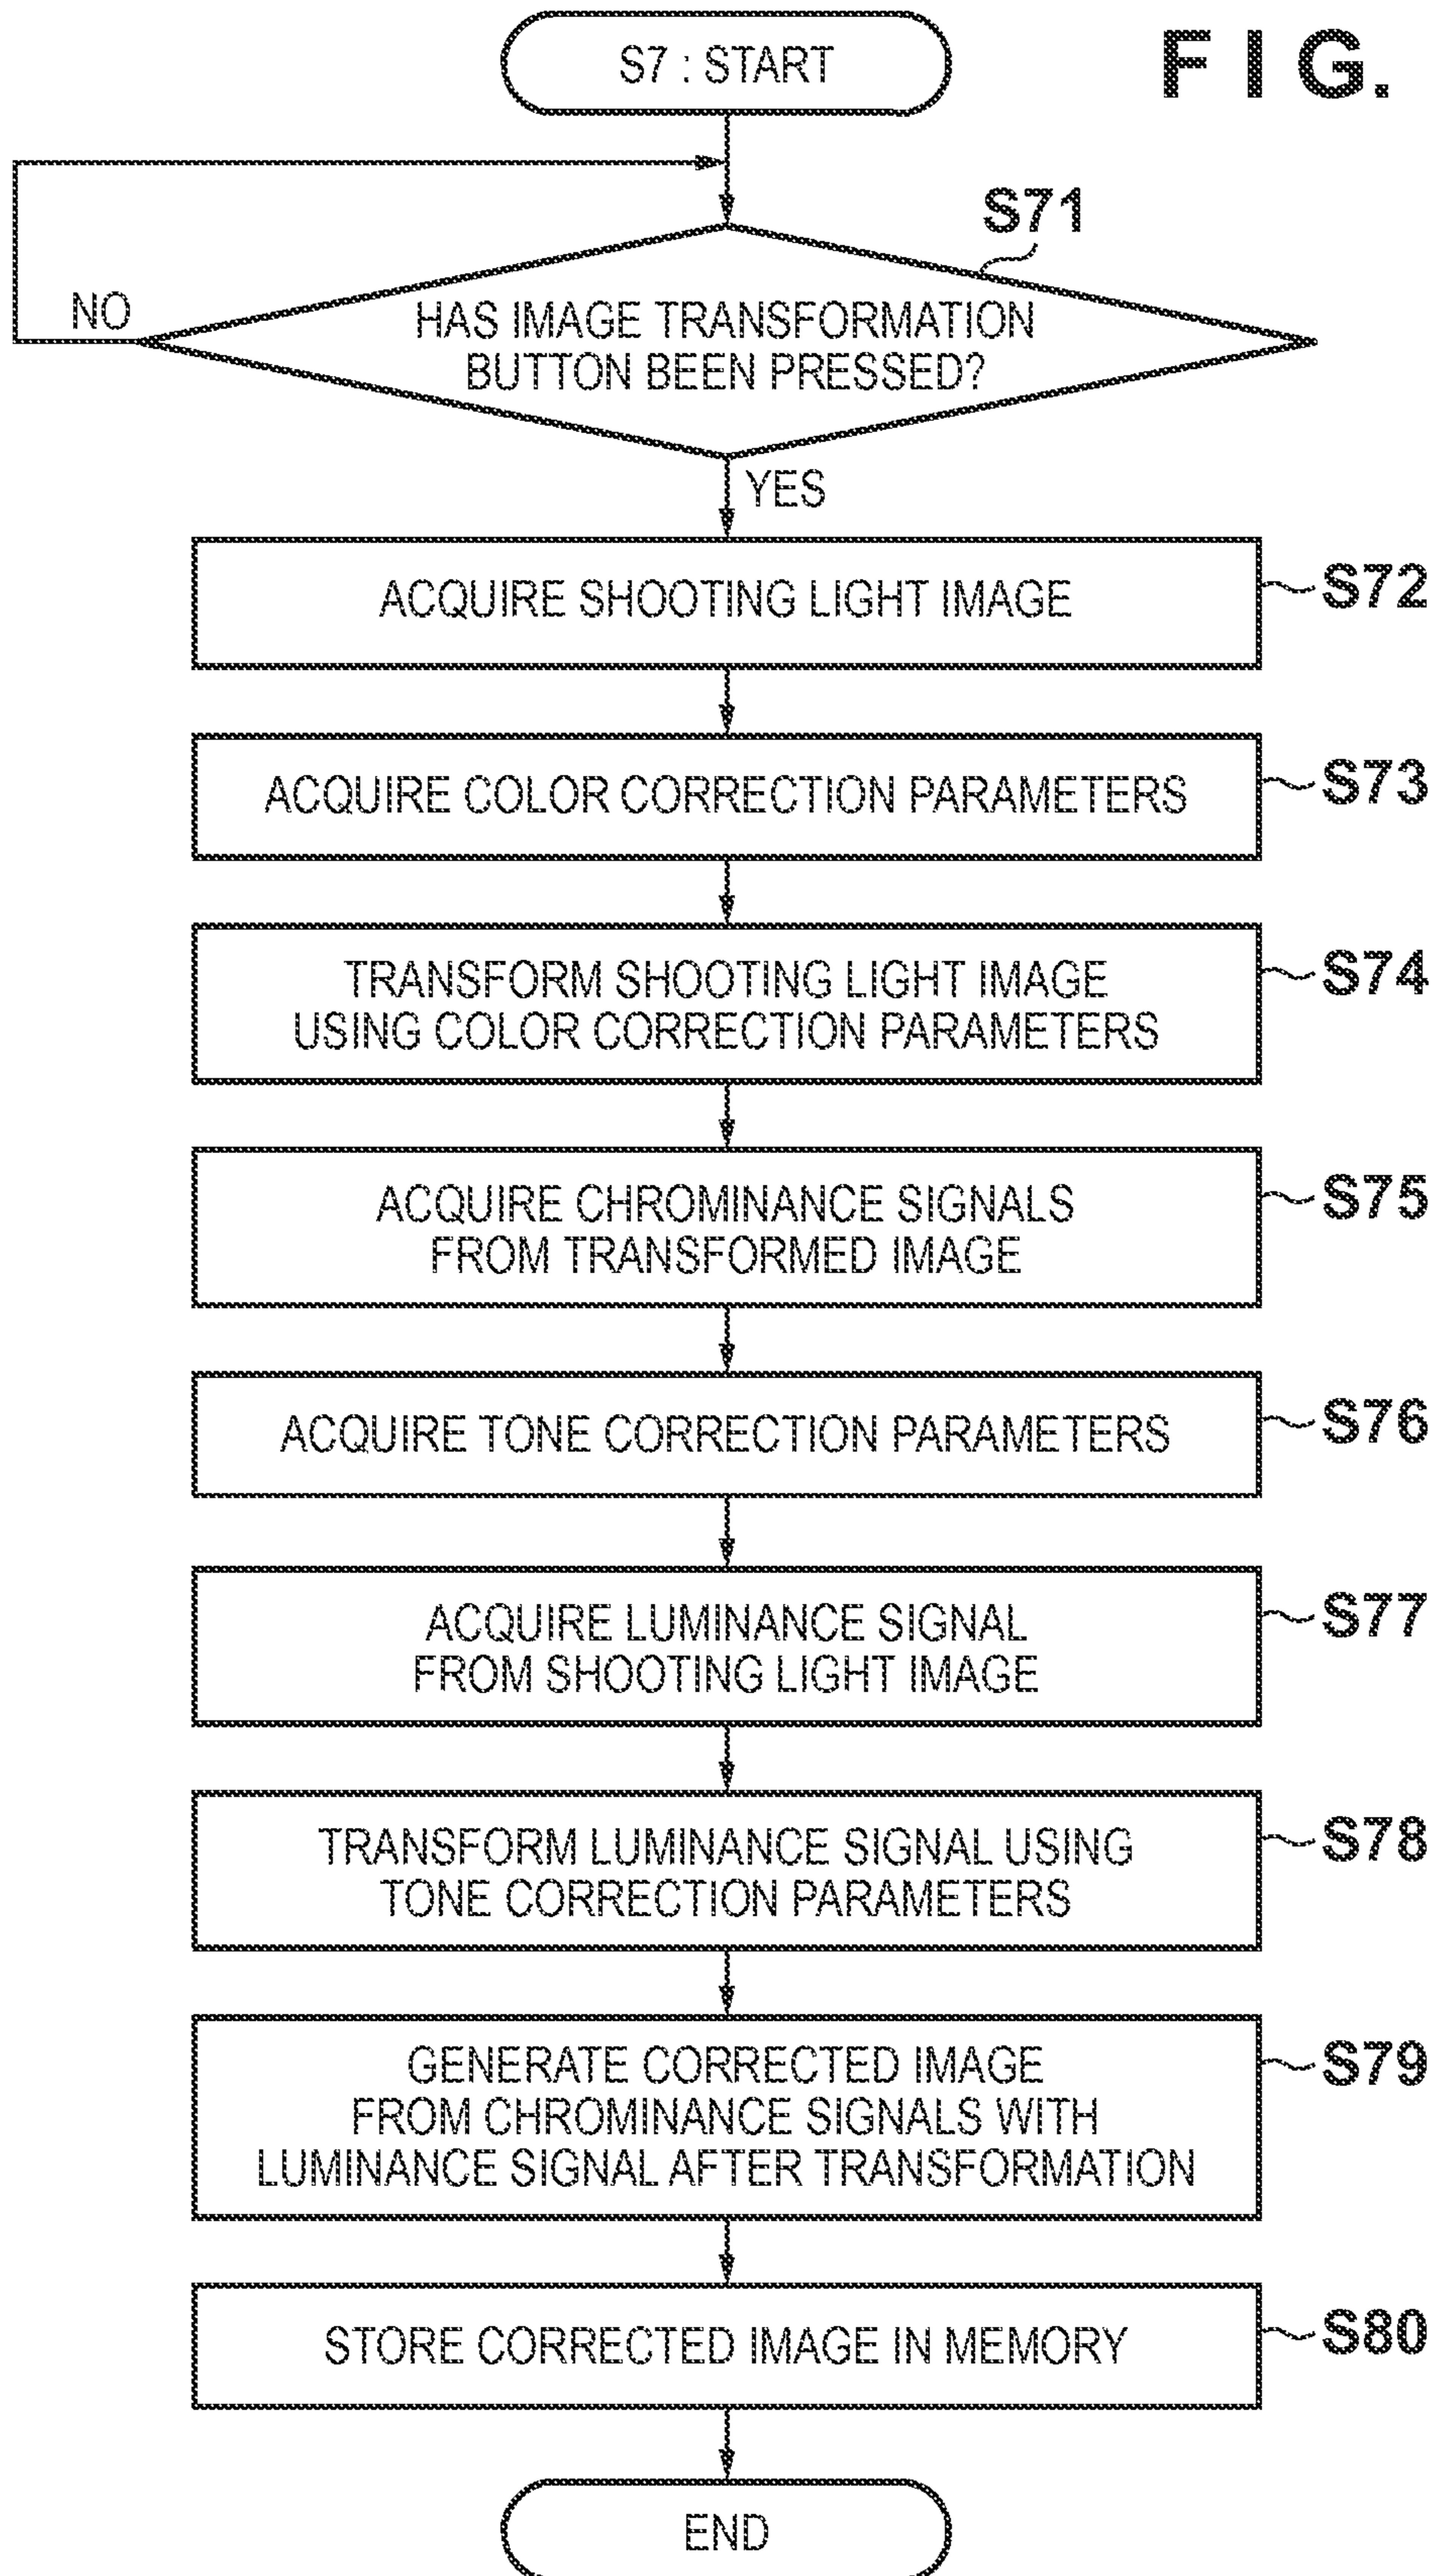 S7 : START
FIG.
S71
HAS IMAGE TRANSFORMATION
BUTTON BEEN PRESSED?
NO
YES
ACQUIRE SHOOTING LIGHT IMAGE
S72
ACQUIRE COLOR CORRECTION PARAMETERS
S73
TRANSFORM SHOOTING LIGHT IMAGE
USING COLOR CORRECTION PARAMETERS
S74
ACQUIRE CHROMINANCE SIGNALS
FROM TRANSFORMED IMAGE
S75
ACQUIRE TONE CORRECTION PARAMETERS
S76
ACQUIRE LUMINANCE SIGNAL
FROM SHOOTING LIGHT IMAGE
S77
TRANSFORM LUMINANCE SIGNAL USING
TONE CORRECTION PARAMETERS
S78
GENERATE CORRECTED IMAGE
FROM CHROMINANCE SIGNALS WITH
LUMINANCE SIGNAL AFTER TRANSFORMATION
S79
STORE CORRECTED IMAGE IN MEMORY
S80
END